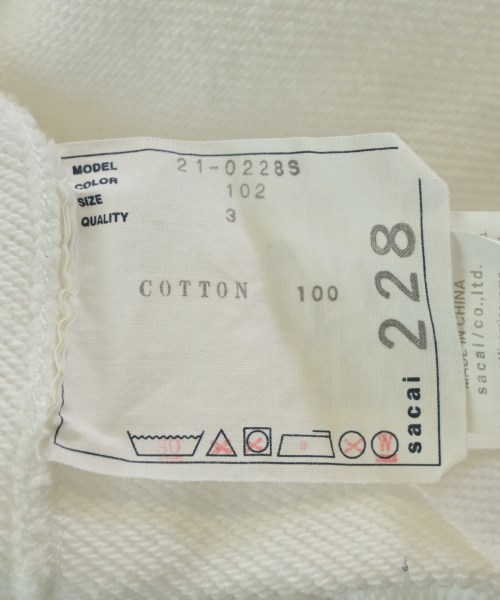 MODEL 21-0228S
COLOR 102
SIZE 3
QUALITY
COTTON 100
sacai 228
MADE IN CHINA
sacai/co.,ltd.